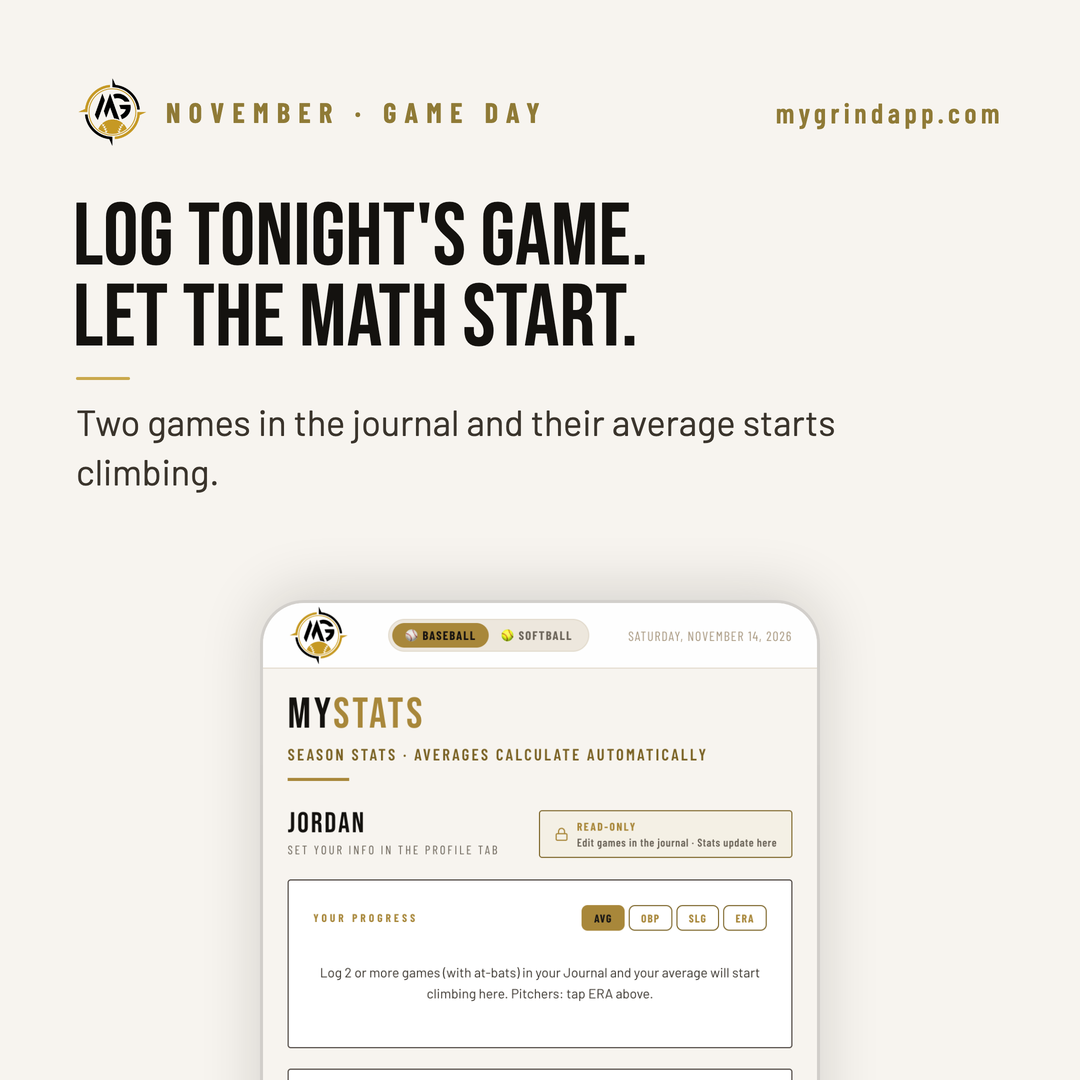 MG
NOVEMBER · GAME DAY
mygrindapp.com
LOG TONIGHT'S GAME.
LET THE MATH START.
Two games in the journal and their average starts
climbing.
MG
BASEBALL
SOFTBALL
SATURDAY, NOVEMBER 14, 2026
MYSTATS
SEASON STATS · AVERAGES CALCULATE AUTOMATICALLY
JORDAN
SET YOUR INFO IN THE PROFILE TAB
READ-ONLY
Edit games in the journal · Stats update here
YOUR PROGRESS
AVG
OBP
SLG
ERA
Log 2 or more games (with at-bats) in your Journal and your average will start
climbing here. Pitchers: tap ERA above.